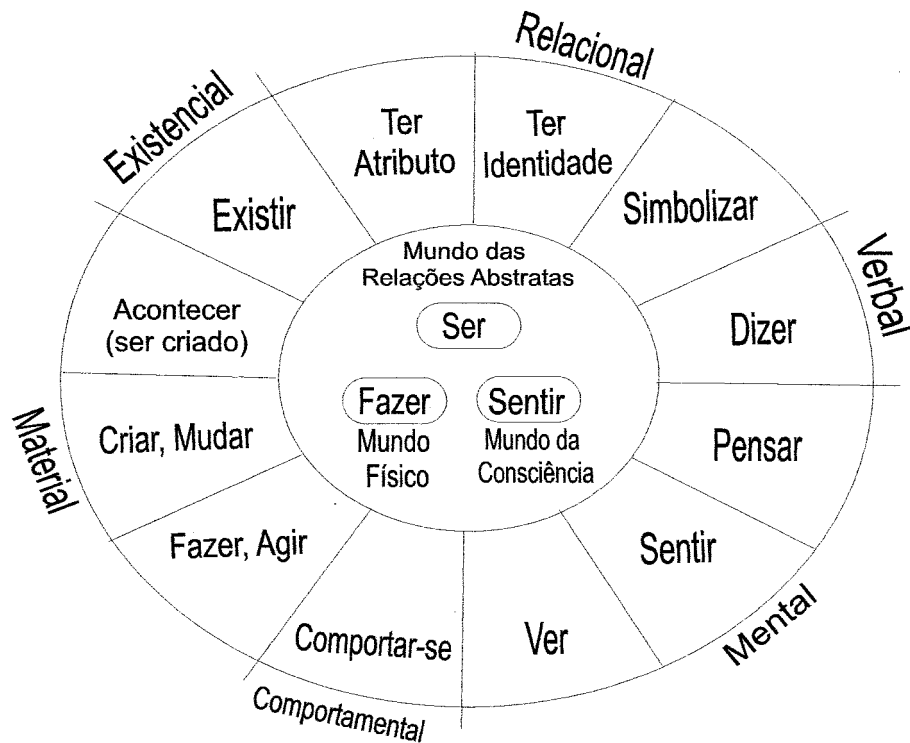 Relacional
Existencial
Ter
Atributo
Ter
Identidade
Existir
Simbolizar
Verbal
Mundo das
Relações Abstratas
Ser
Acontecer
(ser criado)
Dizer
Fazer
Mundo
Físico
Sentir
Mundo da
Consciência
Material
Criar, Mudar
Pensar
Fazer, Agir
Sentir
Mental
Comportar-se
Ver
Comportamental